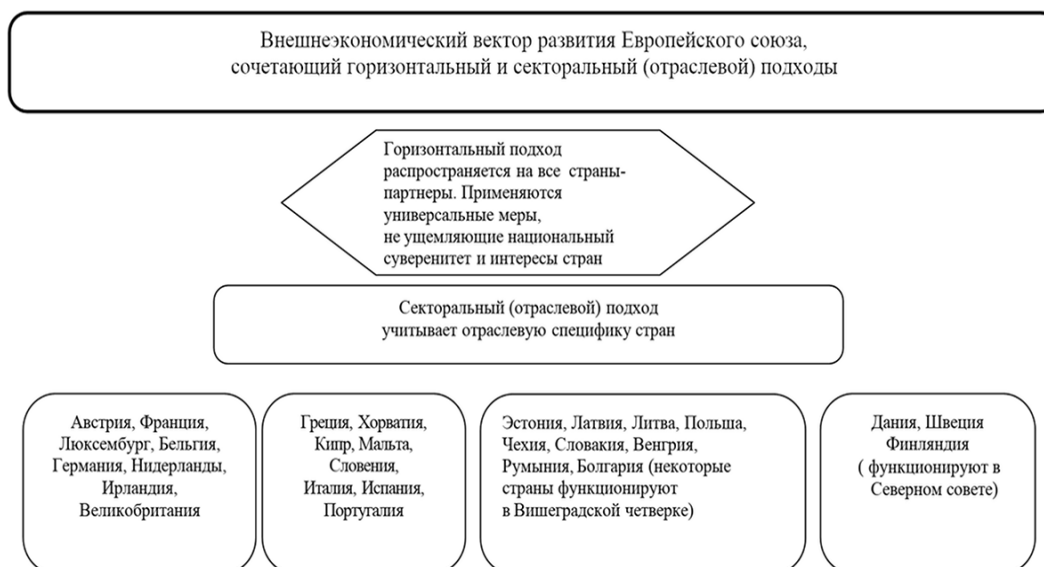 Внешнеэкономический вектор развития Европейского союза,
сочетающий горизонтальный и секторальный (отраслевой) подходы
Горизонтальный подход
распространяется на все страны-
партнеры. Применяются
универсальные меры,
не ущемляющие национальный
суверенитет и интересы стран
Секторальный (отраслевой) подход
учитывает отраслевую специфику стран
Австрия, Франция,
Люксембург, Бельгия,
Германия, Нидерланды,
Ирландия,
Великобритания
Греция, Хорватия,
Кипр, Мальта,
Словения,
Италия, Испания,
Португалия
Эстония, Латвия, Литва, Польша,
Чехия, Словакия, Венгрия,
Румыния, Болгария (некоторые
страны функционируют
в Вишеградской четверке)
Дания, Швеция
Финляндия
( функционируют в
Северном совете)